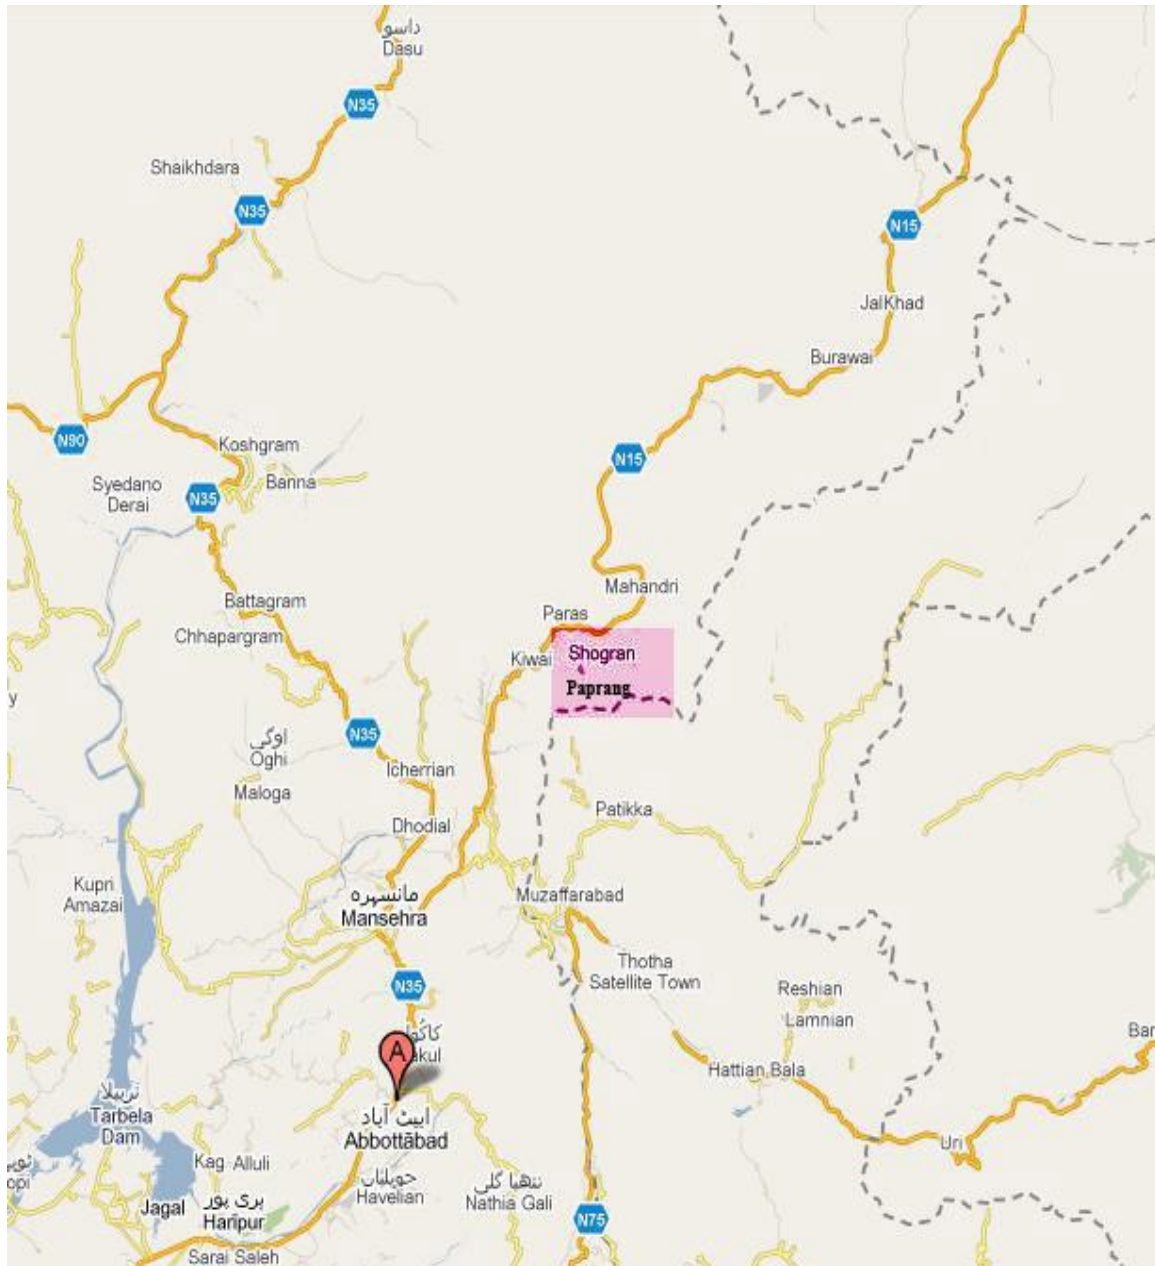 داسو
Dasu
N35
Shaikhdara
N35
N15
JalKhad
Burawai
N90
Koshgram
N15
Banna
Syedano
Derai
N35
Mahandri
Battagram
Paras
Chhapargram
Kiwai
Shogran
Paprang
y
N35
اوگی
Oghi
Icherrian
Maloga
Patikka
Dhodial
Kupri
Amazai
مانسہرہ
Mansehra
Muzaffarabad
Thotha
Satellite Town
N35
Reshian
Lamnian
Bar
akul
A
Hattian Bala
تربیلا
Tarbela
Dam
ایبٹ آباد
Abbottābad
Uri
Kag-Alluli
opi
حویلیاں
Havelian
نتھیا گلی
Nathia Gali
Jagal
ہری پور
Harīpur
N75
Sarai Saleh